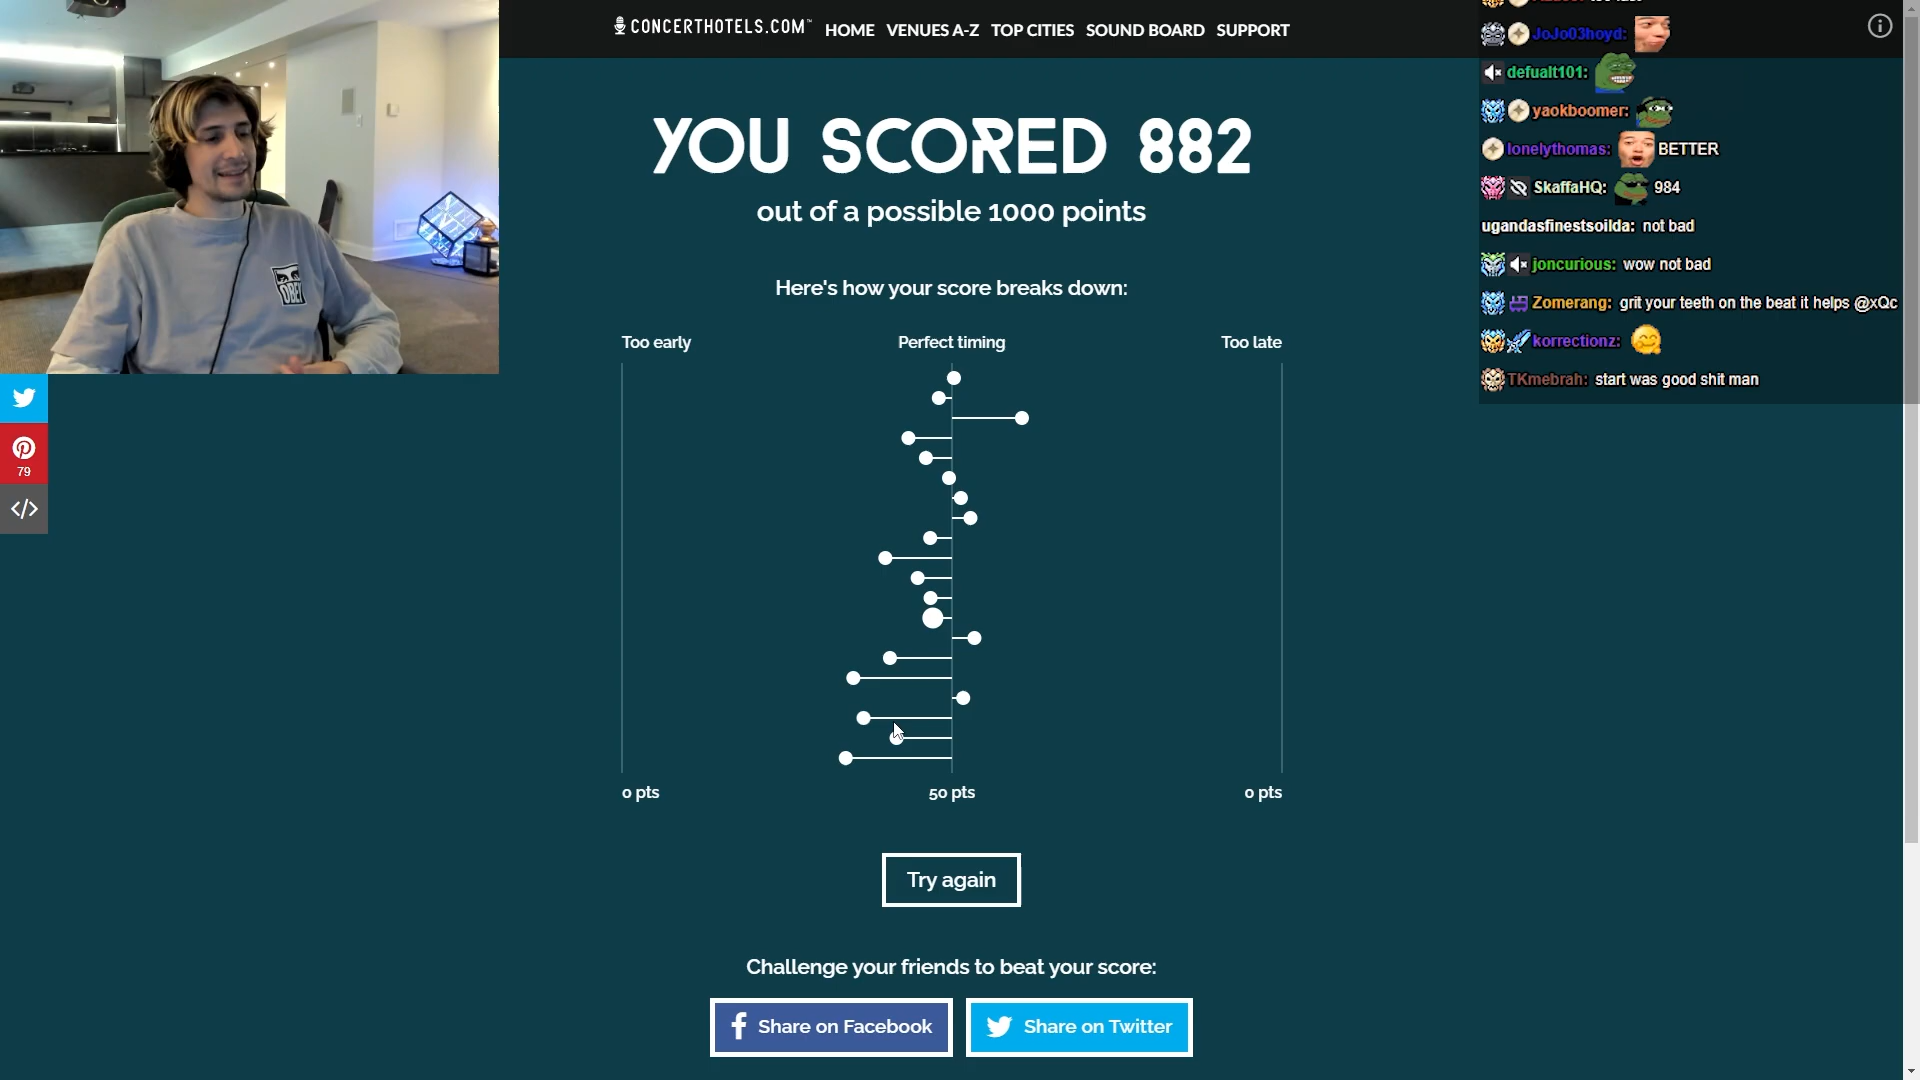 CONCERTHOTELS.COM™ HOME VENUES A-Z TOP CITIES SOUND BOARD SUPPORT
YOU SCORED 882
out of a possible 1000 points
Here's how your score breaks down:
Too early Perfect timing Too late
0 pts 50 pts 0 pts
Try again
Challenge your friends to beat your score:
Share on Facebook Share on Twitter
79
OBEY
JoJo03hoyd:
defualt101:
yaokboomer:
lonelythomas: BETTER
SkaffaHQ: 984
ugandasfinestsoilda: not bad
joncurious: wow not bad
Zomerang: grit your teeth on the beat it helps @xQc
korrectionz:
TKmebrah: start was good shit man